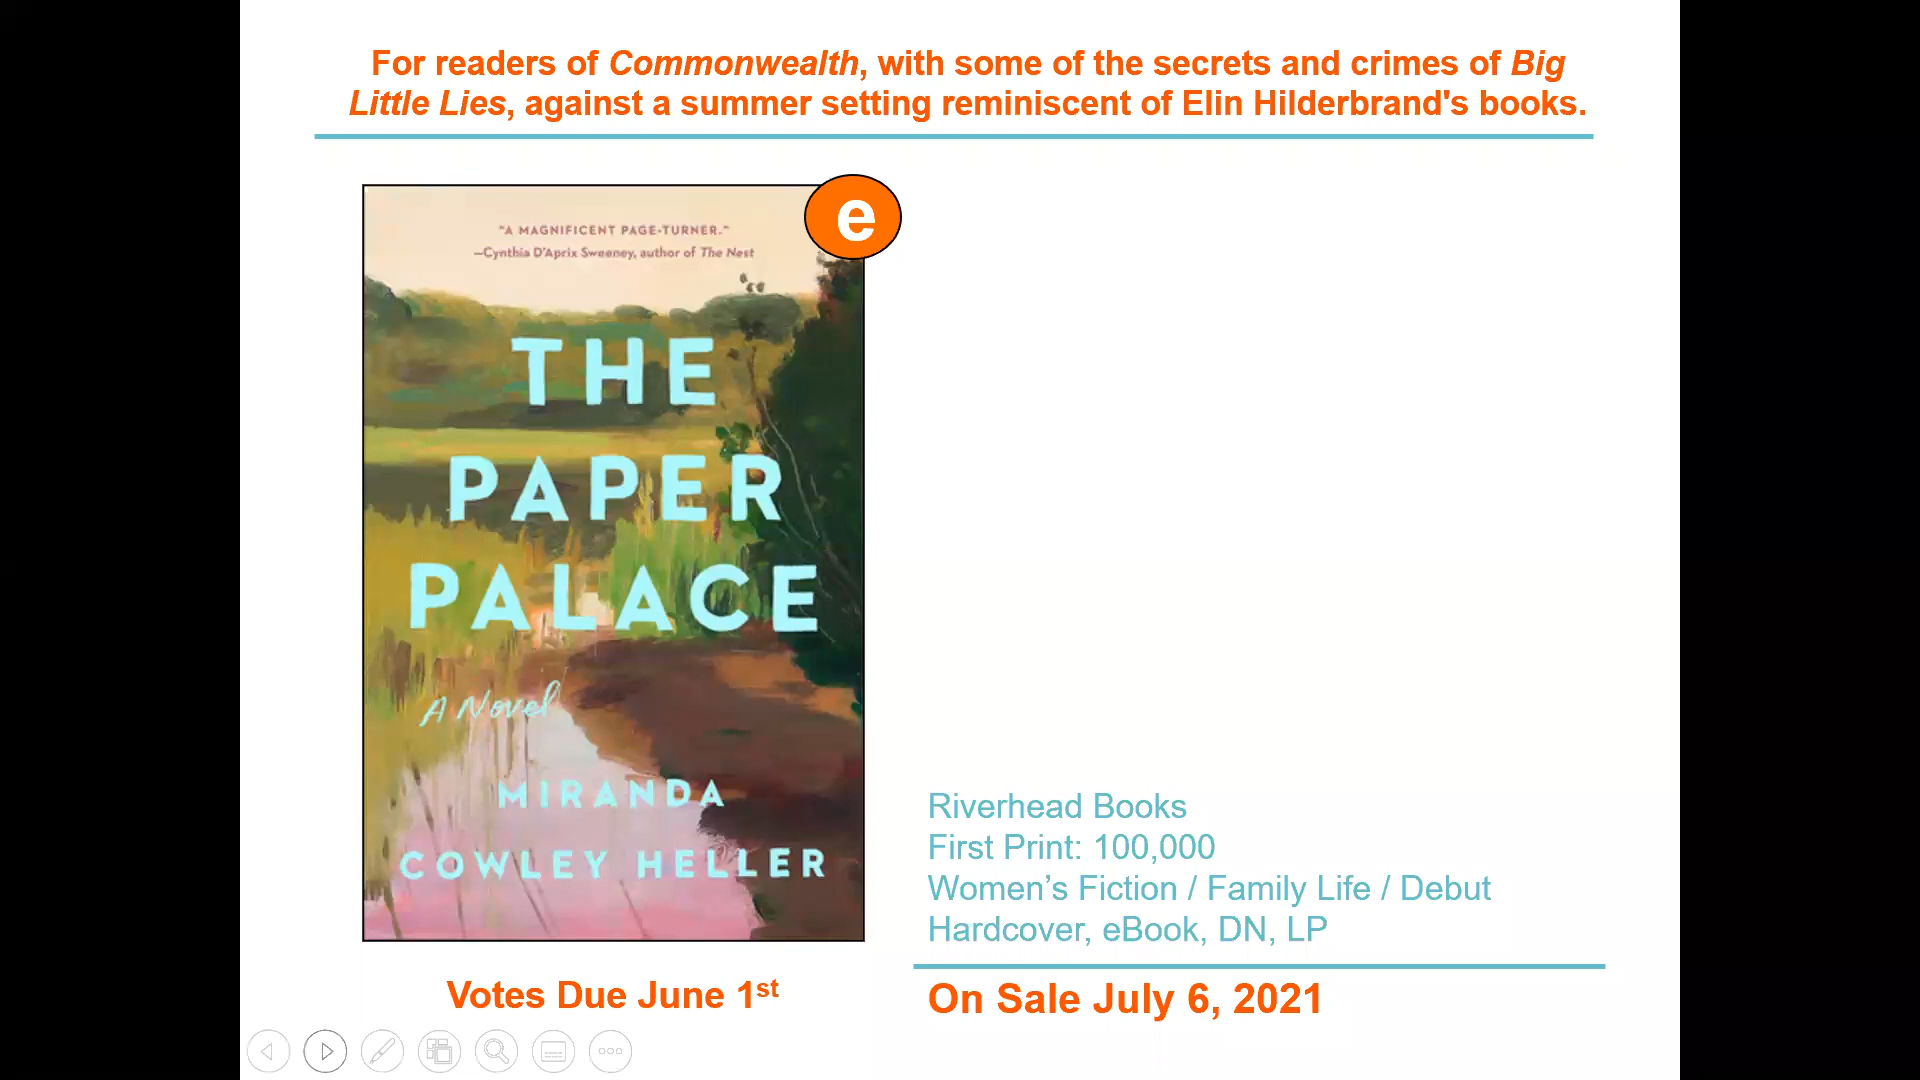 For readers of Commonwealth, with some of the secrets and crimes of Big
Little Lies, against a summer setting reminiscent of Elin Hilderbrand's books.
e
"A MAGNIFICENT PAGE-TURNER."
—Cynthia D'Aprix Sweeney, author of The Nest
THE
PAPER
PALACE
A Novel
MIRANDA
COWLEY HELLER
Riverhead Books
First Print: 100,000
Women’s Fiction / Family Life / Debut
Hardcover, eBook, DN, LP
Votes Due June 1st
On Sale July 6, 2021